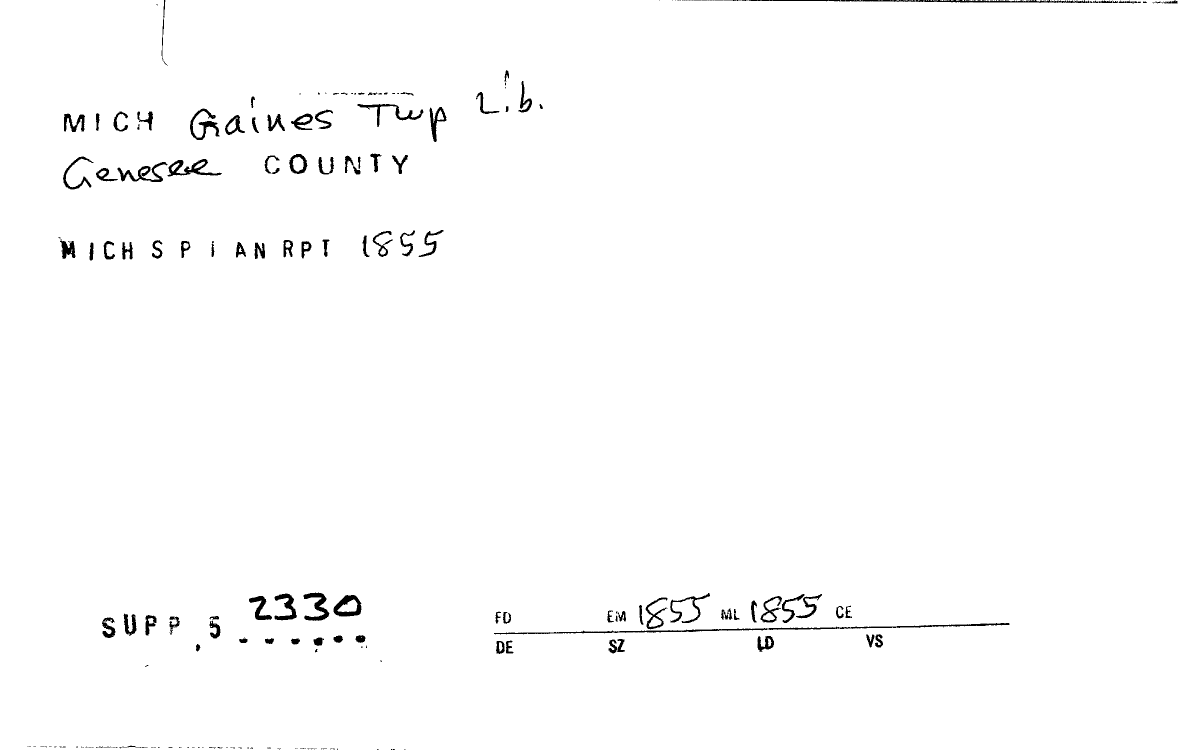 MICH Gaines Twp Lib.
Genesee COUNTY
MICH S P I AN RPT 1855
SUPP, 5 2330
FD EM 1855 ML 1855 CE
DE SZ LD VS